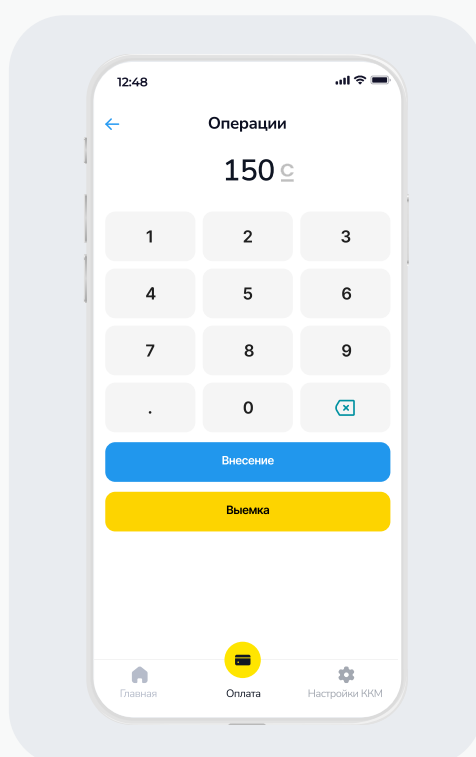 12:48
Операции
150 С
1 2 3
4 5 6
7 8 9
. 0
Внесение
Выемка
Главная Оплата Настройки ККМ